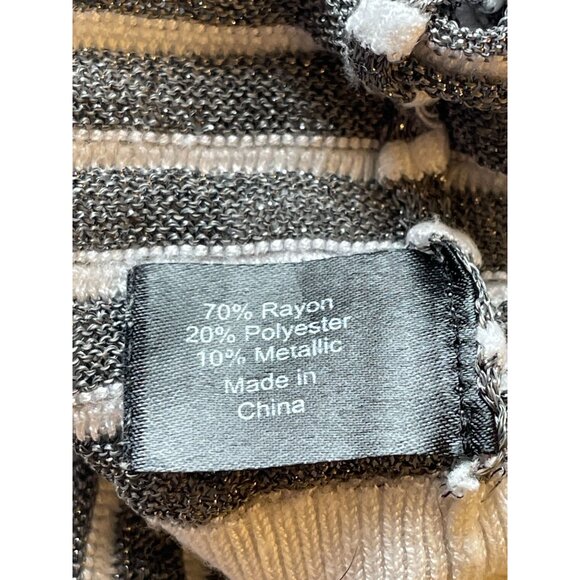 70% Rayon
20% Polyester
10% Metallic
Made in
China